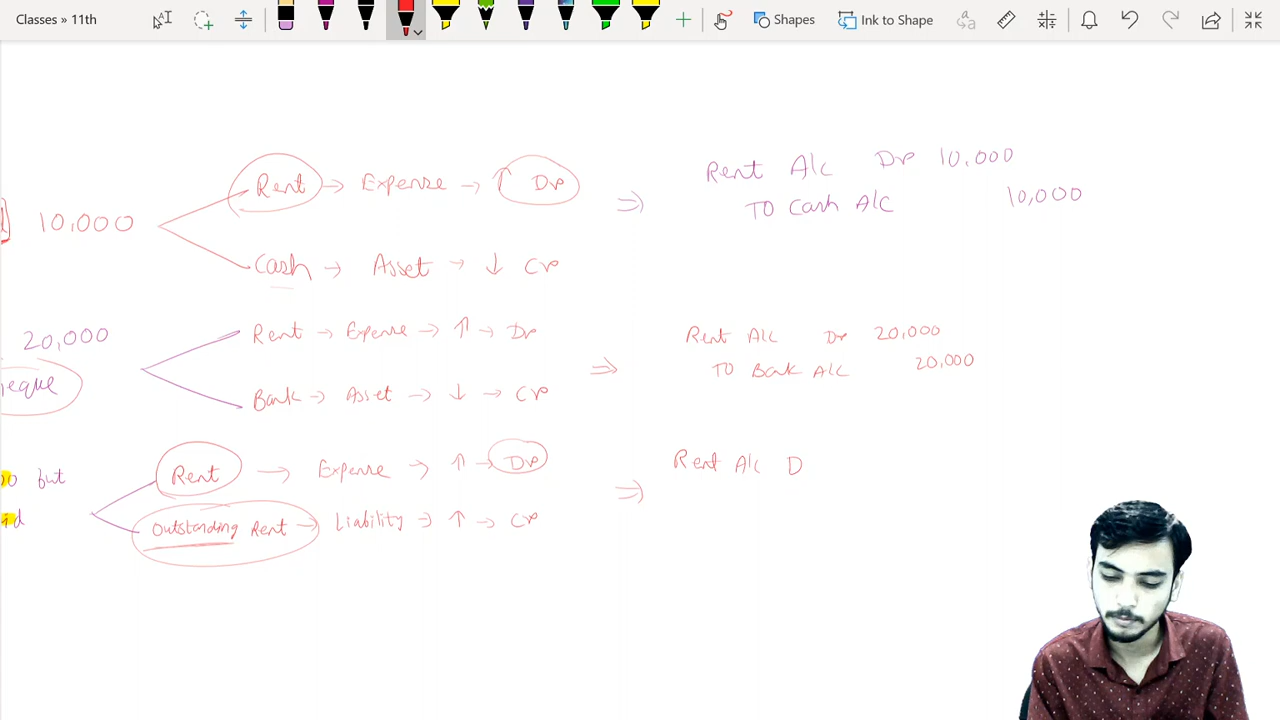 Classes » 11th
Shapes
Ink to Shape
10,000
Rent → Expense → ↑ Dr
Cash → Asset → ↓ Cr
⇒
Rent A/c Dr 10,000
To Cash A/c 10,000
20,000
Rent → Expense → ↑ → Dr
Bank → Asset → ↓ → Cr
⇒
Rent A/c Dr 20,000
To Bank A/c 20,000
but
Rent → Expense → ↑ → Dr
Outstanding Rent → Liability → ↑ → Cr
⇒
Rent A/c D